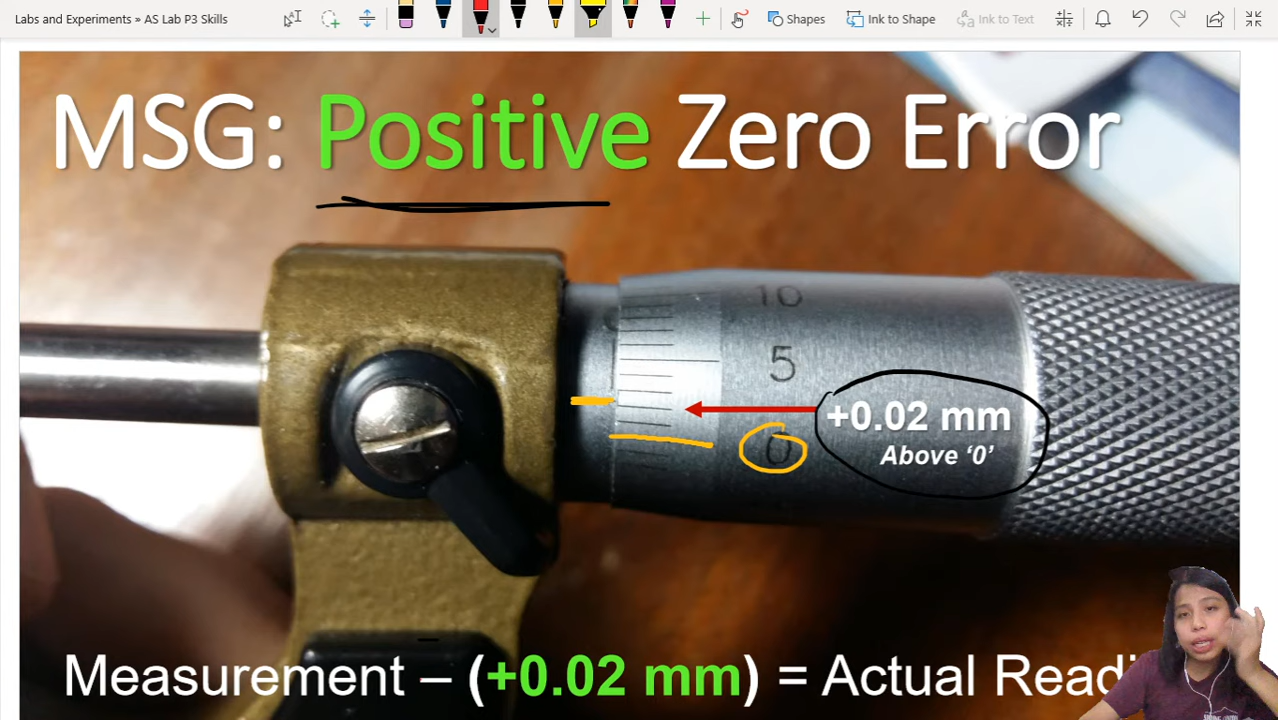 Labs and Experiments » AS Lab P3 Skills
Shapes
Ink to Shape
Ink to Text
MSG: Positive Zero Error
10
5
0
+0.02 mm
Above ‘0’
Measurement – (+0.02 mm) = Actual